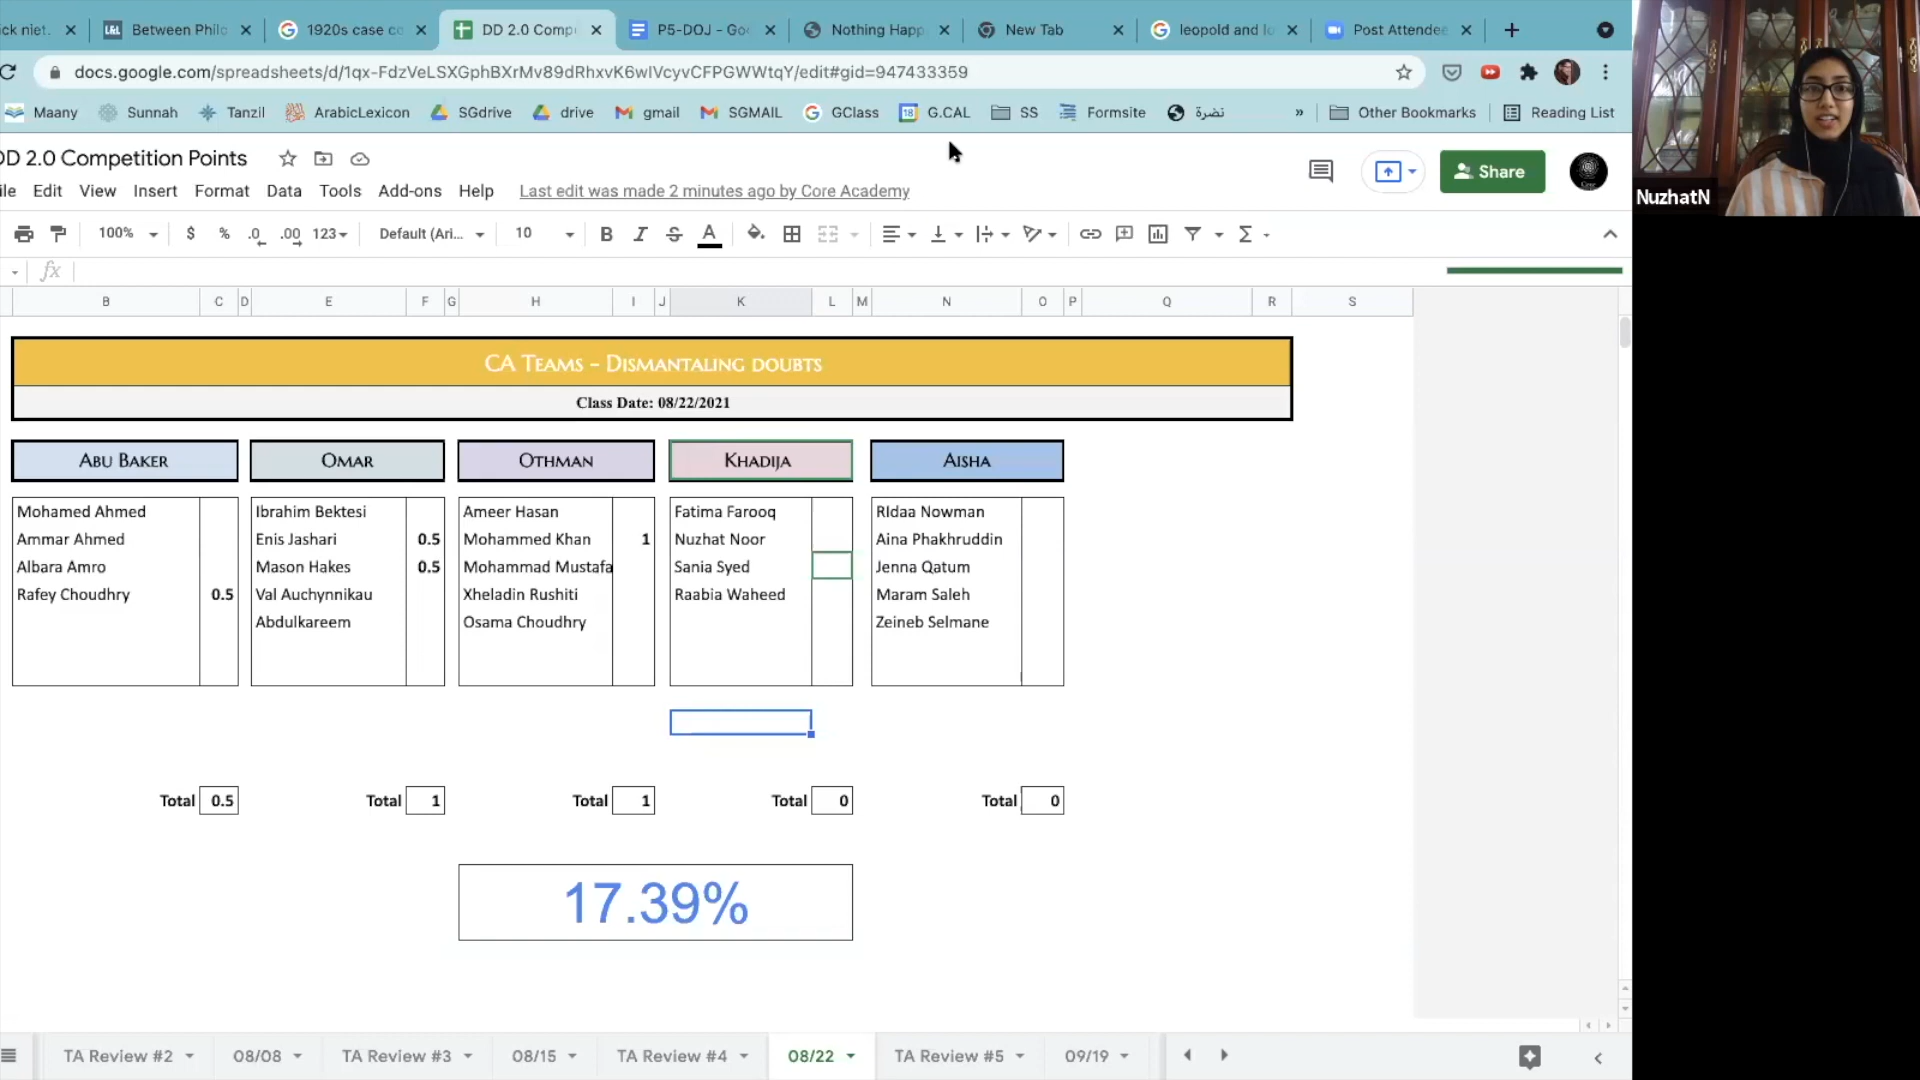 ck niet.
L&L Between Philo
1920s case co
DD 2.0 Compe
P5-DOJ - Goo
Nothing Happ
New Tab
leopold and lo
Post Attendee
docs.google.com/spreadsheets/d/1qx-FdzVeLSXGphBXrMv89dRhxvK6wIVcyvCFPGWWtqY/edit#gid=947433359
Maany
Sunnah
Tanzil
ArabicLexicon
SGdrive
drive
gmail
SGMAIL
GClass
18 G.CAL
SS
Formsite
نضرة
»
Other Bookmarks
Reading List
DD 2.0 Competition Points
ile Edit View Insert Format Data Tools Add-ons Help Last edit was made 2 minutes ago by Core Academy
Share
NuzhatN
100% $ % .0 .00 123 Default (Ari... 10 B I S A Σ
fx
B C D E F G H I J K L M N O P Q R S
CA Teams - Dismantaling doubts
Class Date: 08/22/2021
Abu Baker Omar Othman Khadija Aisha
Mohamed Ahmed Ibrahim Bektesi Ameer Hasan Fatima Farooq RIdaa Nowman
Ammar Ahmed Enis Jashari 0.5 Mohammed Khan 1 Nuzhat Noor Aina Phakhruddin
Albara Amro Mason Hakes 0.5 Mohammad Mustafa Sania Syed Jenna Qatum
Rafey Choudhry 0.5 Val Auchynnikau Xheladin Rushiti Raabia Waheed Maram Saleh
Abdulkareem Osama Choudhry Zeineb Selmane
Total 0.5 Total 1 Total 1 Total 0 Total 0
17.39%
TA Review #2 08/08 TA Review #3 08/15 TA Review #4 08/22 TA Review #5 09/19